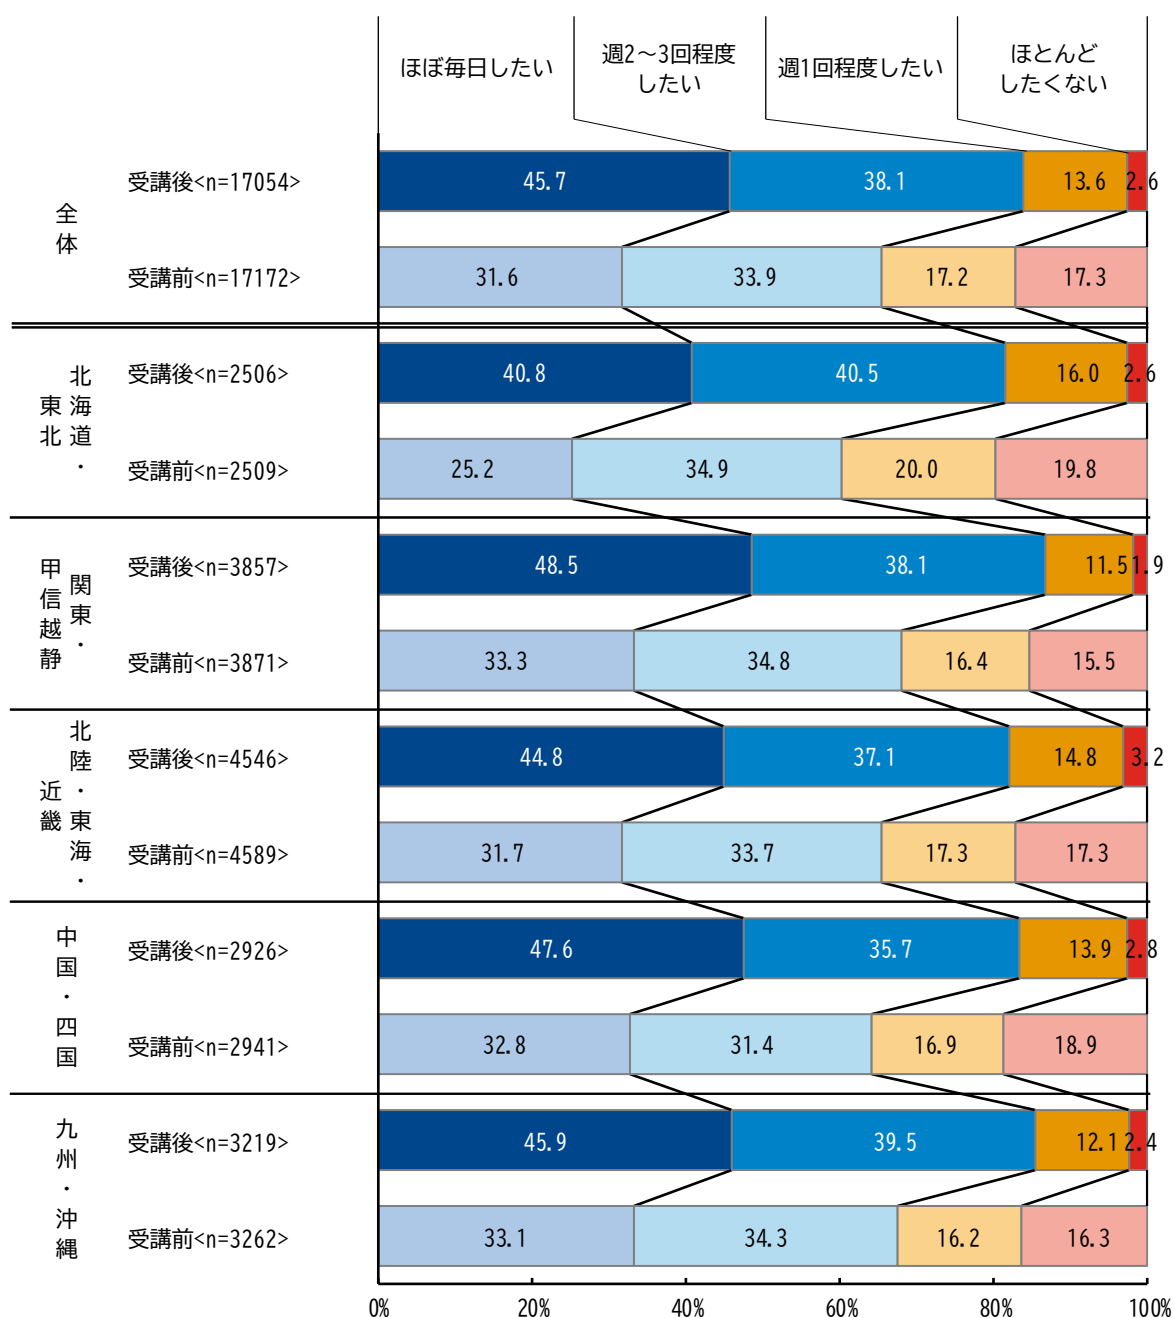 ほぼ毎日したい
週2～3回程度
したい
週1回程度したい
ほとんど
したくない
全体
受講後<n=17054>
45.7
38.1
13.6
2.6
受講前<n=17172>
31.6
33.9
17.2
17.3
北海道・
東北
受講後<n=2506>
40.8
40.5
16.0
2.6
受講前<n=2509>
25.2
34.9
20.0
19.8
関東・
甲信越静
受講後<n=3857>
48.5
38.1
11.5
1.9
受講前<n=3871>
33.3
34.8
16.4
15.5
北陸・東海・
近畿
受講後<n=4546>
44.8
37.1
14.8
3.2
受講前<n=4589>
31.7
33.7
17.3
17.3
中国・四国
受講後<n=2926>
47.6
35.7
13.9
2.8
受講前<n=2941>
32.8
31.4
16.9
18.9
九州・沖縄
受講後<n=3219>
45.9
39.5
12.1
2.4
受講前<n=3262>
33.1
34.3
16.2
16.3
0%
20%
40%
60%
80%
100%